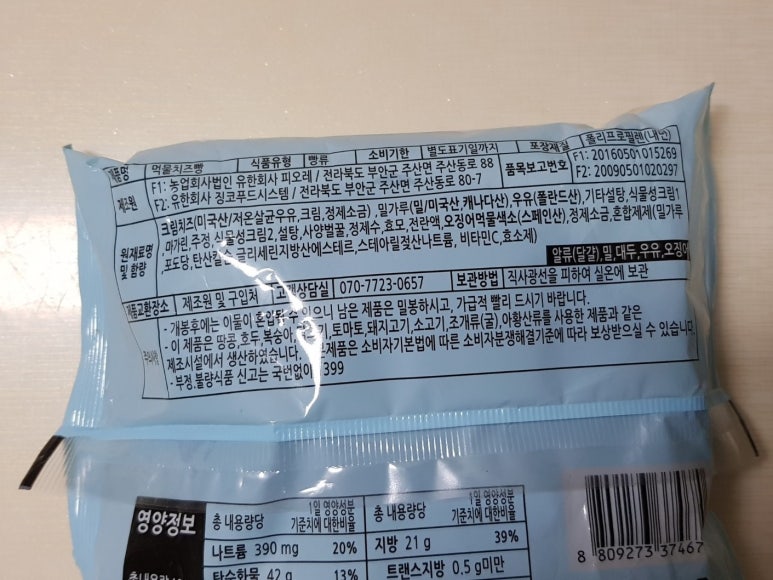 제품명 먹물치즈빵 식품유형 빵류 소비기한 별도표기일까지 포장재질 폴리프로필렌(내면)
제조원 F1: 농업회사법인 유한회사 피오레 / 전라북도 부안군 주산면 주산동로 88 품목보고번호 F1: 20160501015269
F2: 유한회사 징코푸드시스템 / 전라북도 부안군 주산면 주산동로 80-7 F2: 20090501020297
원재료명 및 함량 크림치즈(미국산/저온살균우유,크림,정제소금), 밀가루(밀/미국산,캐나다산), 우유(폴란드산), 기타설탕, 식물성크림1
,마가린 주정, 식물성크림2, 설탕, 사양벌꿀, 정제수, 효모, 전란액, 오징어먹물색소(스페인산), 정제소금, 혼합제제(밀가루
포도당, 탄산칼슘, 글리세린지방산에스테르, 스테아릴젖산나트륨, 비타민C, 효소제)
알류(달걀),밀,대두,우유,오징어
제품교환장소 제조원 및 구입처 고객상담실 070-7723-0657 보관방법 직사광선을 피하여 실온에 보관
- 개봉후에는 이물이 혼입될 수 있으니 남은 제품은 밀봉하시고, 가급적 빨리 드시기 바랍니다.
- 이 제품은 땅콩, 호두, 복숭아, 토마토, 돼지고기, 소고기, 조개류(굴), 아황산류를 사용한 제품과 같은
제조시설에서 생산하였습니다. 본제품은 소비자기본법에 따른 소비자분쟁해결기준에 따라 보상받으실 수 있습니다.
- 부정,불량식품 신고는 국번없이 399
영양정보 총 내용량당 1일 영양성분 기준치에 대한비율 총 내용량당 1일 영양성분 기준치에 대한비율
나트륨 390 mg 20% 지방 21 g 39%
탄수화물 42 g 13% 트랜스지방 0.5 g미만
8 809273 37467